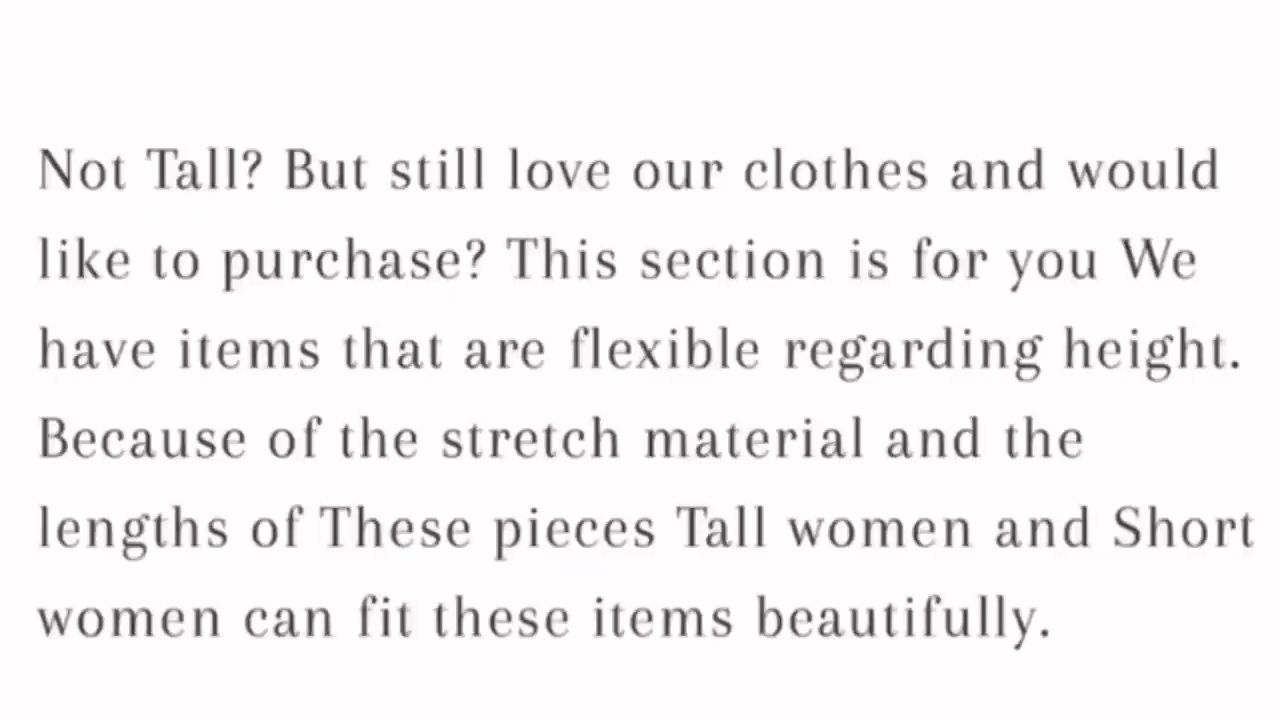 Not Tall? But still love our clothes and would
like to purchase? This section is for you We
have items that are flexible regarding height.
Because of the stretch material and the
lengths of These pieces Tall women and Short
women can fit these items beautifully.